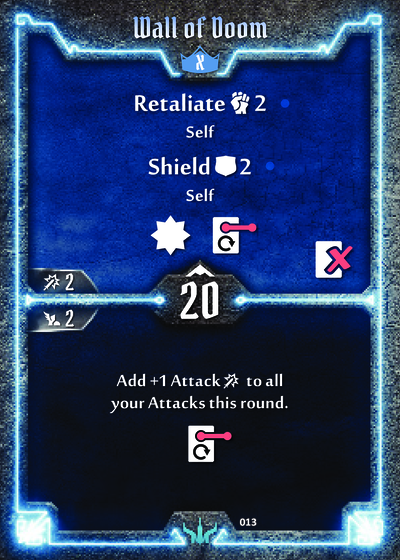 Wall of Doom
א
Retaliate 2
Self
Shield 2
Self
2
20
2
Add +1 Attack to all
your Attacks this round.
013